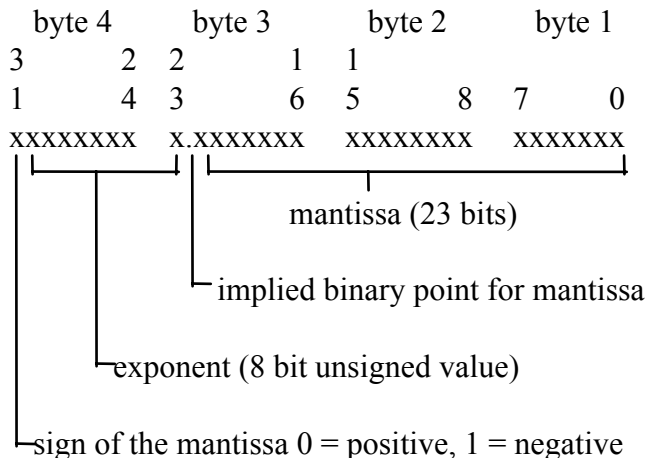 byte 4 byte 3 byte 2 byte 1
3 2 2 1 1
1 4 3 6 5 8 7 0
xxxxxxxx x.xxxxxxx xxxxxxxx xxxxxxx
mantissa (23 bits)
implied binary point for mantissa
exponent (8 bit unsigned value)
sign of the mantissa 0 = positive, 1 = negative